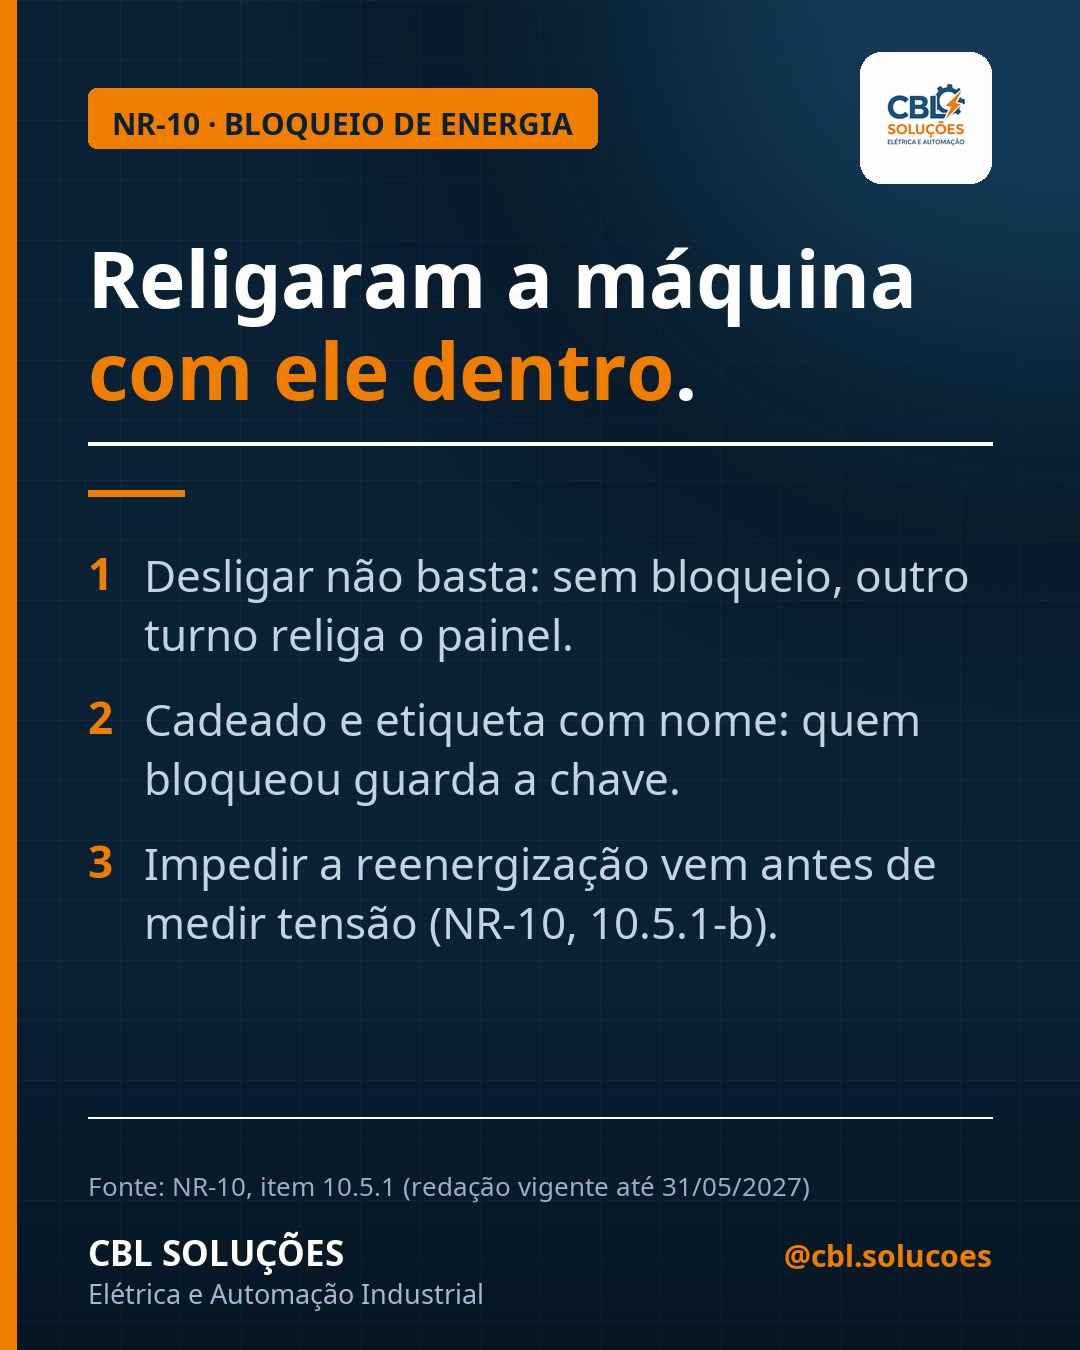 NR-10 · BLOQUEIO DE ENERGIA
CBL
SOLUÇÕES
ELÉTRICA E AUTOMAÇÃO
Religaram a máquina
com ele dentro.
1 Desligar não basta: sem bloqueio, outro
turno religa o painel.
2 Cadeado e etiqueta com nome: quem
bloqueou guarda a chave.
3 Impedir a reenergização vem antes de
medir tensão (NR-10, 10.5.1-b).
Fonte: NR-10, item 10.5.1 (redação vigente até 31/05/2027)
CBL SOLUÇÕES
@cbl.solucoes
Elétrica e Automação Industrial